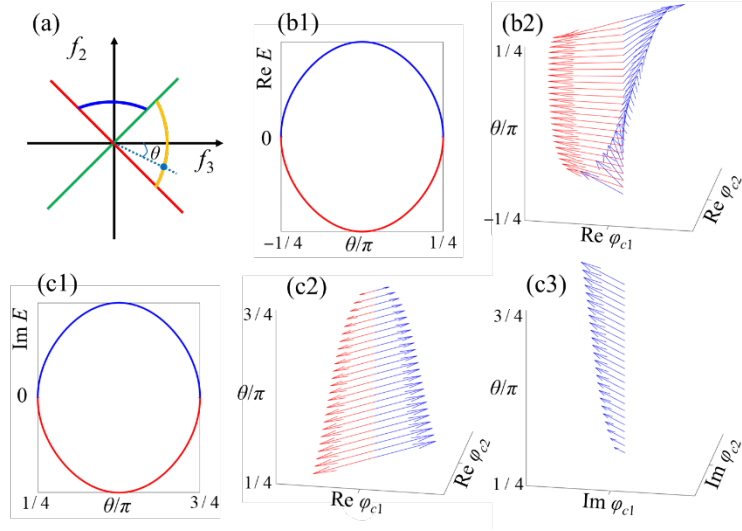 (a)
f₂
f₃
θ
(b1)
Re E
0
−1/4
θ/π
1/4
(b2)
1/4
θ/π
−1/4
Re φc1
Re φc2
(c1)
Im E
0
1/4
θ/π
3/4
(c2)
3/4
θ/π
1/4
Re φc1
Re φc2
(c3)
3/4
θ/π
1/4
Im φc1
Im φc2